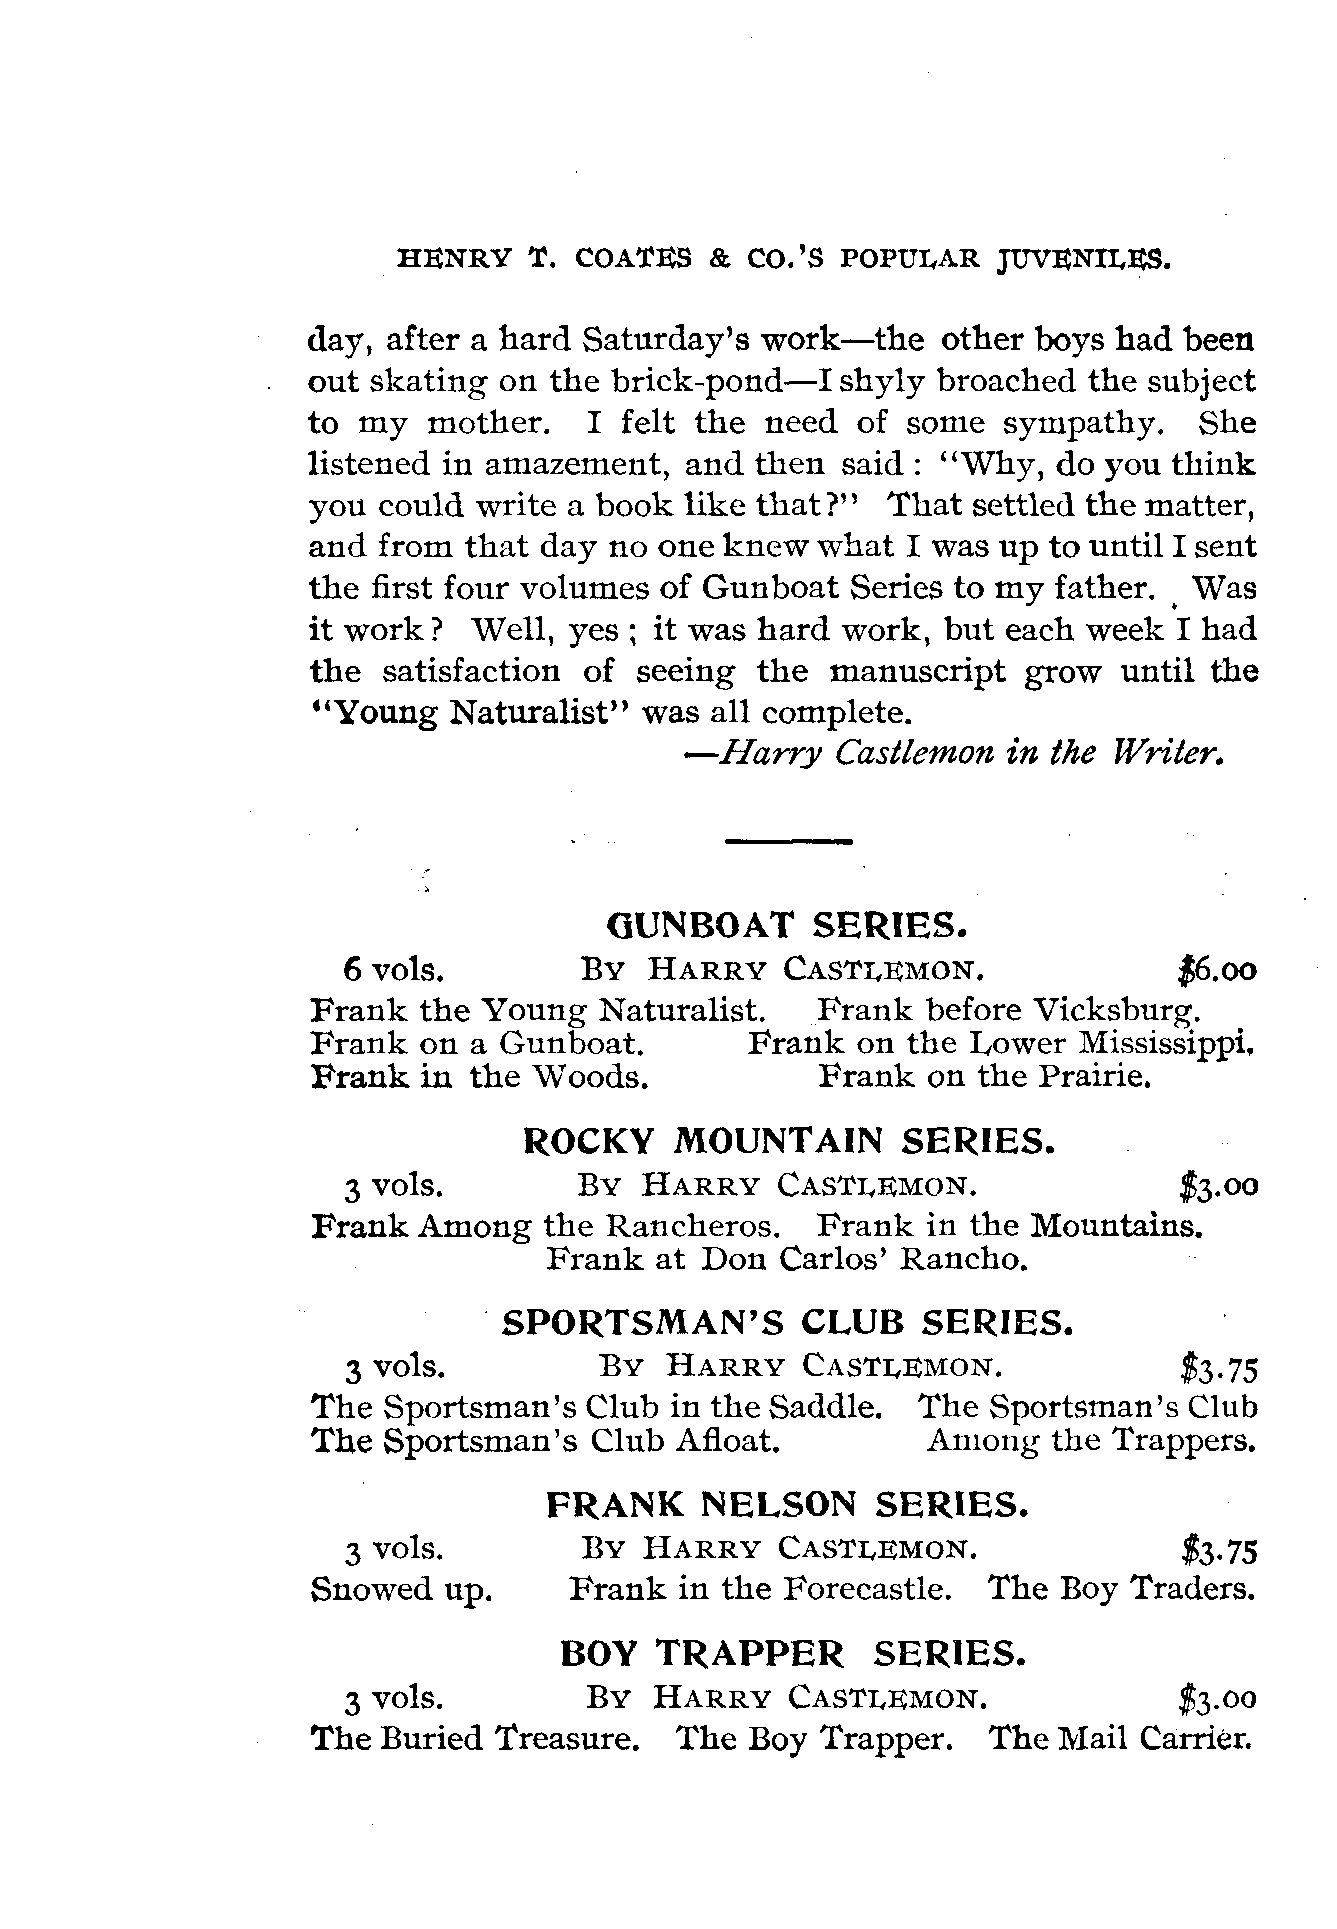 HENRY T. COATES & CO.'S POPULAR JUVENILES.
day, after a hard Saturday's work—the other boys had been
out skating on the brick-pond—I shyly broached the subject
to my mother. I felt the need of some sympathy. She
listened in amazement, and then said : "Why, do you think
you could write a book like that?" That settled the matter,
and from that day no one knew what I was up to until I sent
the first four volumes of Gunboat Series to my father. Was
it work? Well, yes ; it was hard work, but each week I had
the satisfaction of seeing the manuscript grow until the
"Young Naturalist" was all complete.
—Harry Castlemon in the Writer.
GUNBOAT SERIES.
6 vols. BY HARRY CASTLEMON. $6.00
Frank the Young Naturalist. Frank before Vicksburg.
Frank on a Gunboat. Frank on the Lower Mississippi.
Frank in the Woods. Frank on the Prairie.
ROCKY MOUNTAIN SERIES.
3 vols. BY HARRY CASTLEMON. $3.00
Frank Among the Rancheros. Frank in the Mountains.
Frank at Don Carlos' Rancho.
SPORTSMAN'S CLUB SERIES.
3 vols. BY HARRY CASTLEMON. $3.75
The Sportsman's Club in the Saddle. The Sportsman's Club
The Sportsman's Club Afloat. Among the Trappers.
FRANK NELSON SERIES.
3 vols. BY HARRY CASTLEMON. $3.75
Snowed up. Frank in the Forecastle. The Boy Traders.
BOY TRAPPER SERIES.
3 vols. BY HARRY CASTLEMON. $3.00
The Buried Treasure. The Boy Trapper. The Mail Carrier.